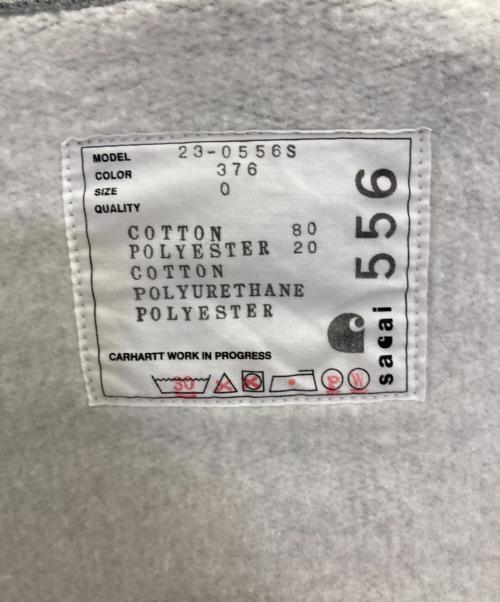 MODEL 23-0556S
COLOR 376
SIZE 0
QUALITY
COTTON 80
POLYESTER 20
COTTON
POLYURETHANE
POLYESTER
CARHARTT WORK IN PROGRESS
30 P W
556
sacai